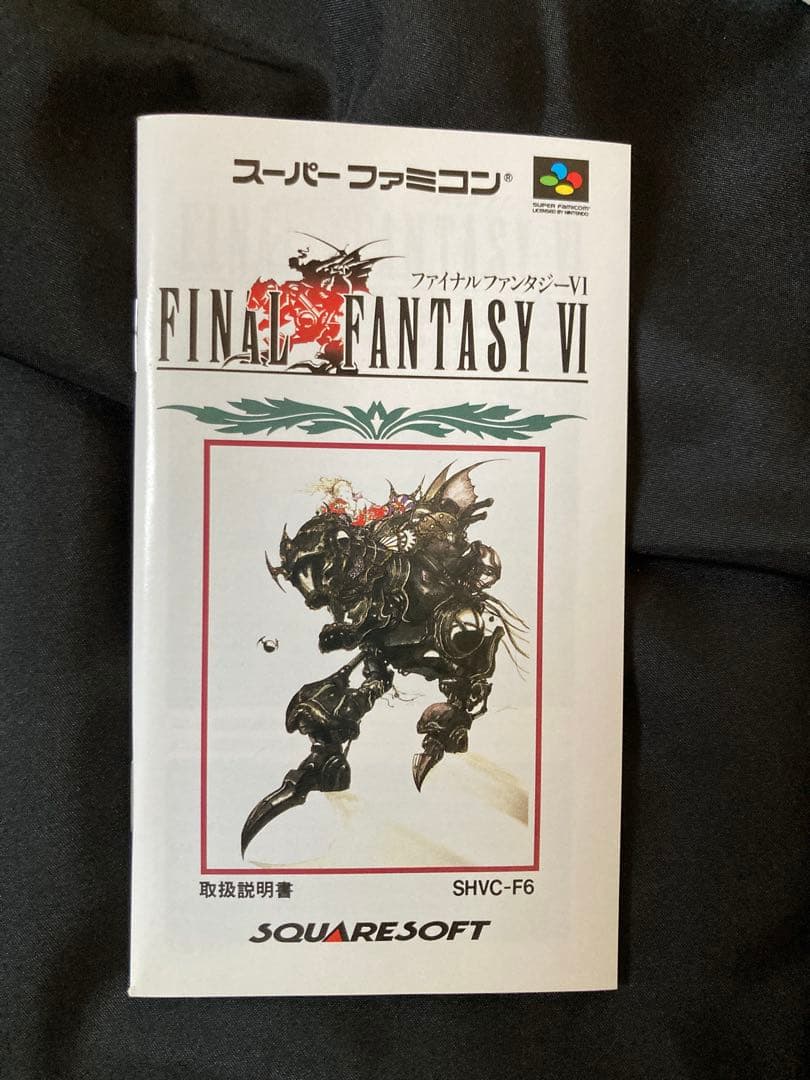 スーパーファミコン®
SUPER FAMICOM®
LICENSED BY NINTENDO
ファイナルファンタジーVI
FINAL FANTASY VI
取扱説明書 SHVC-F6
SQUARESOFT